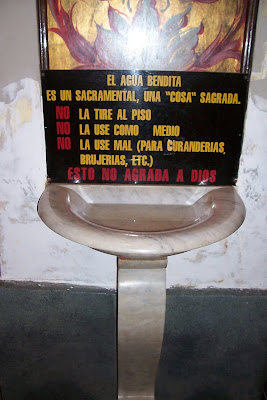 EL AGUA BENDITA
ES UN SACRAMENTAL, UNA "COSA" SAGRADA.
NO LA TIRE AL PISO
NO LA USE COMO MEDIO
NO LA USE MAL (PARA CURANDERIAS,
BRUJERIAS, ETC.)
ESTO NO AGRADA A DIOS